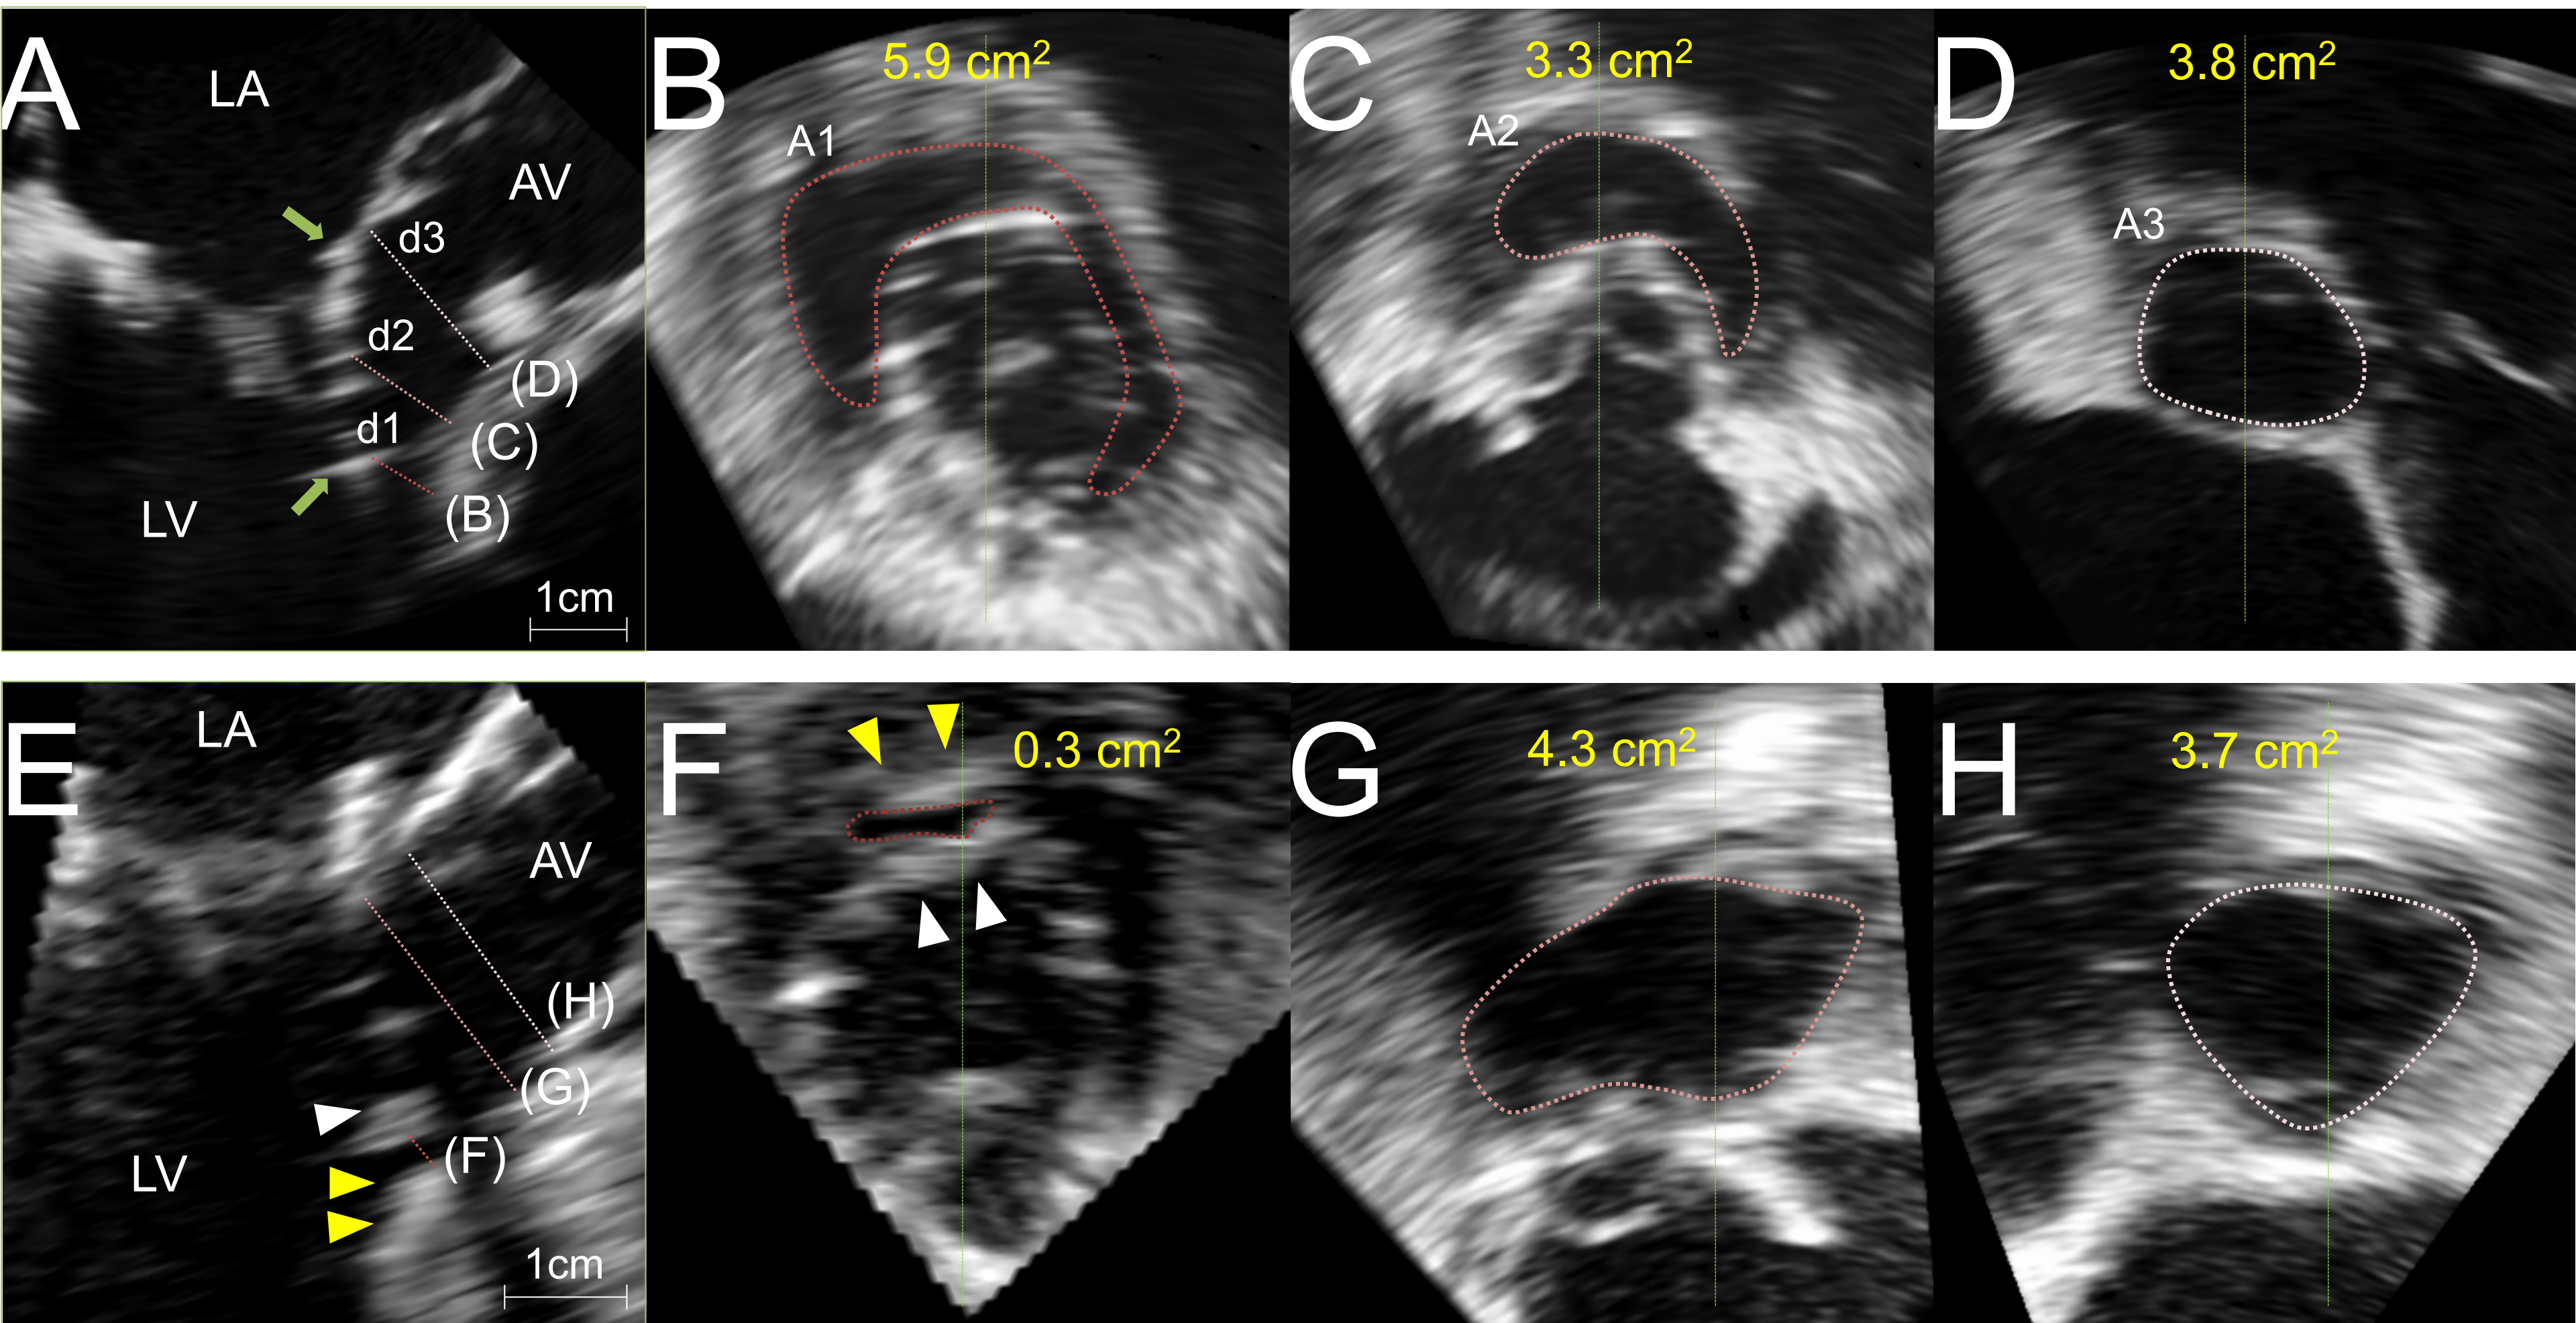 A
LA
AV
d3
d2
d1
(D)
(C)
(B)
LV
1cm
B
5.9 cm²
A1
C
3.3 cm²
A2
D
3.8 cm²
A3
E
LA
AV
(H)
(G)
(F)
LV
1cm
F
0.3 cm²
G
4.3 cm²
H
3.7 cm²